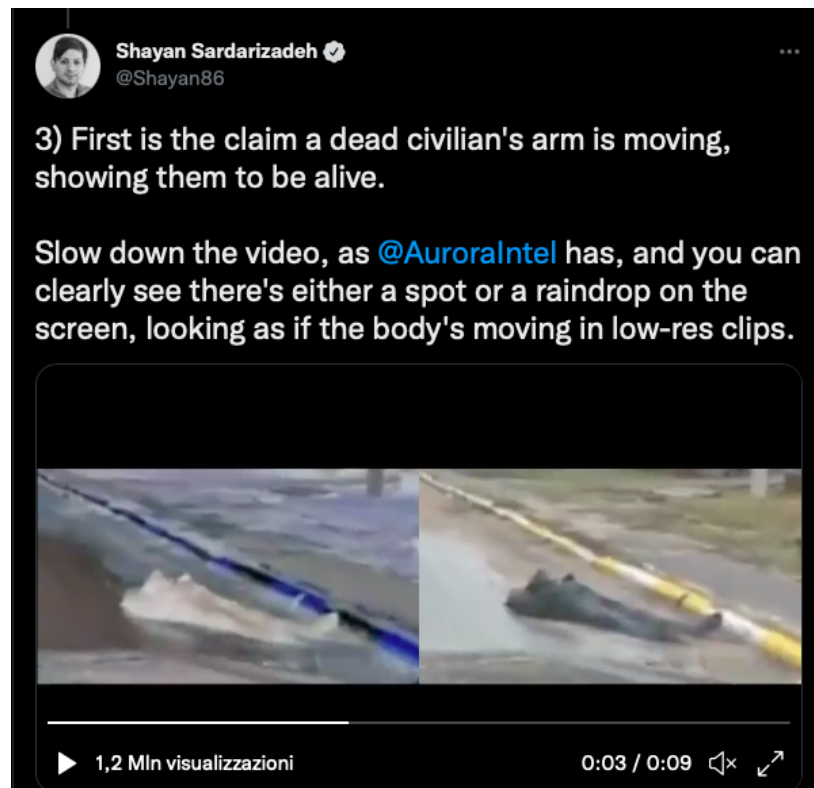 Shayan Sardarizadeh
@Shayan86
3) First is the claim a dead civilian's arm is moving,
showing them to be alive.
Slow down the video, as @AuroraIntel has, and you can
clearly see there's either a spot or a raindrop on the
screen, looking as if the body's moving in low-res clips.
1,2 Mln visualizzazioni
0:03 / 0:09